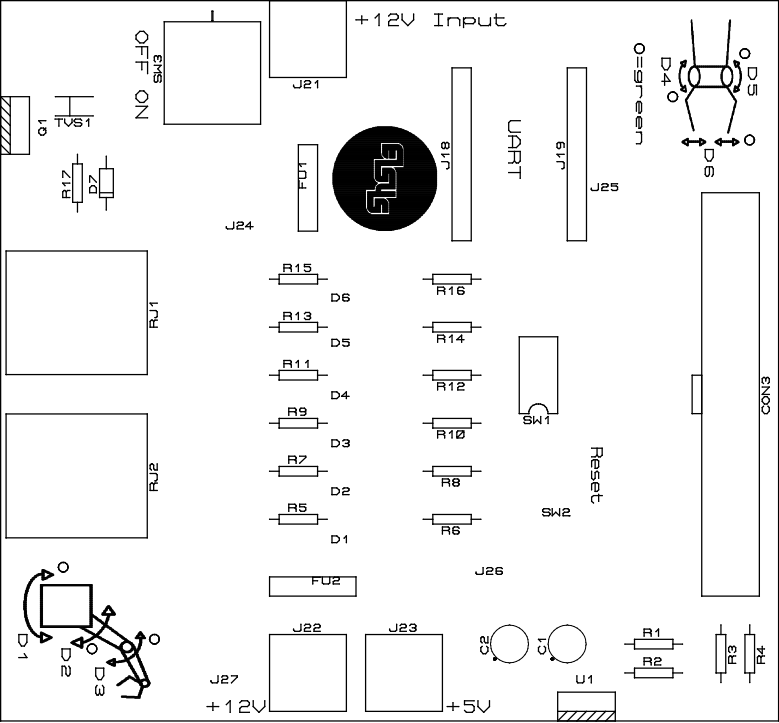 +12V Input
OFF ON
SW3
J21
O=green
D4
D5
D6
Q1
TVS1
R17
D7
FU1
J18
UART
J19
J25
J24
R15
D6
R16
RJ1
R13
D5
R14
R11
D4
R12
CON3
R9
D3
R10
SW1
RJ2
R7
D2
R8
Reset
R5
D1
R6
SW2
J26
FU2
D1
D2
D3
J22
J23
C2
C1
R1
R2
R3
R4
J27
+12V
+5V
U1